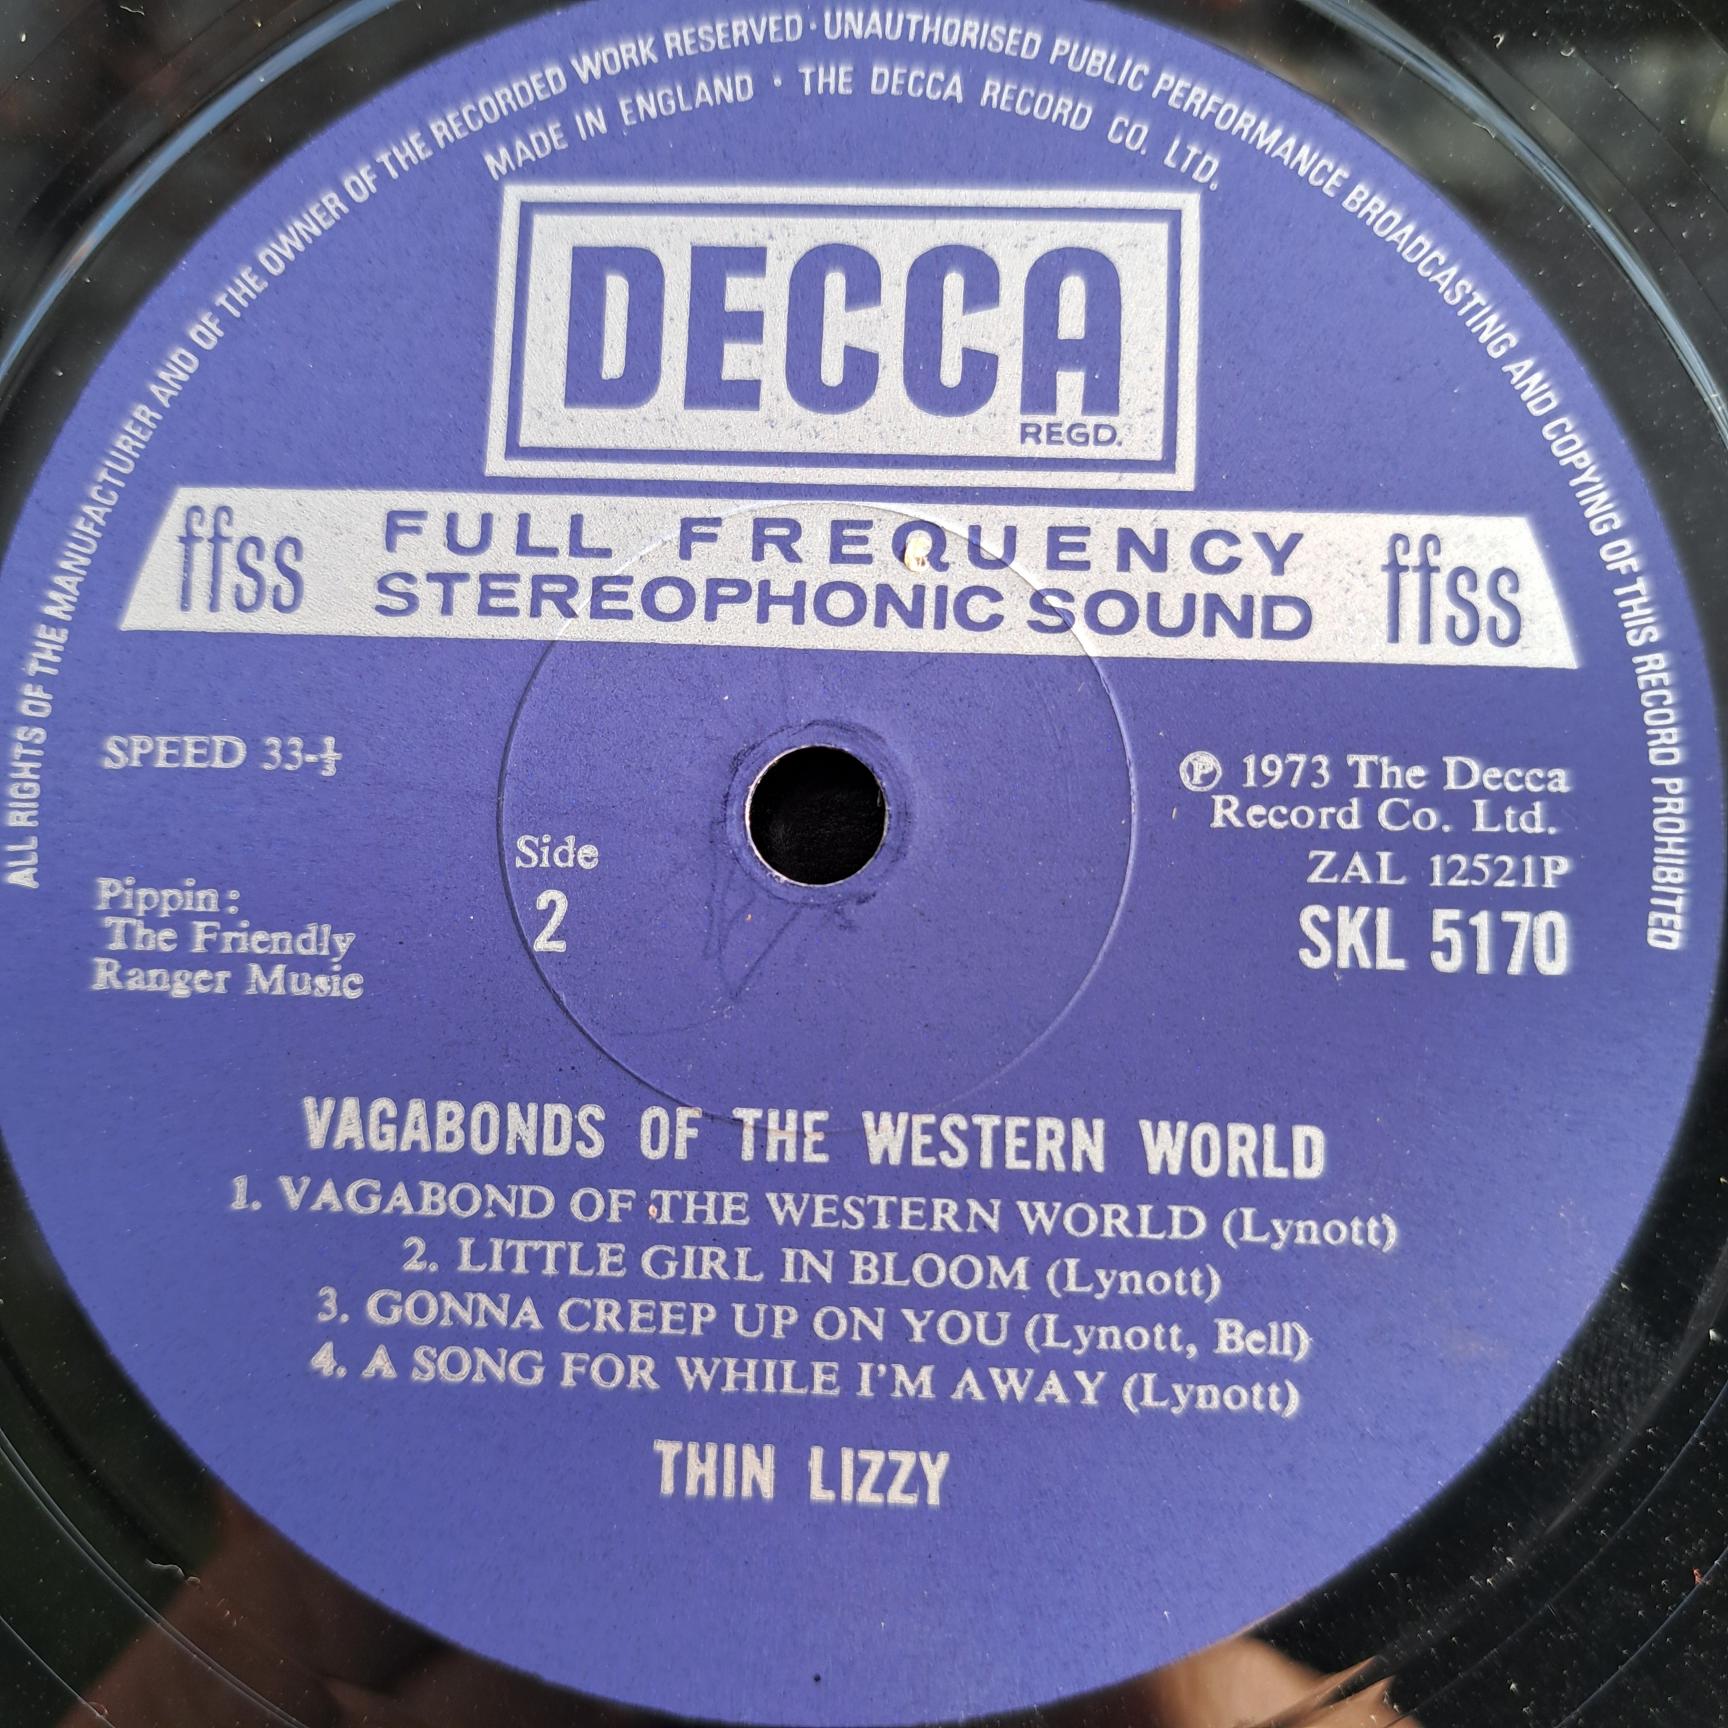 ALL RIGHTS OF THE MANUFACTURER AND OF THE OWNER OF THE RECORDED WORK RESERVED · UNAUTHORISED PUBLIC PERFORMANCE BROADCASTING AND COPYING OF THIS RECORD PROHIBITED
MADE IN ENGLAND · THE DECCA RECORD CO. LTD.
DECCA
REGD.
ffss FULL FREQUENCY ffss
STEREOPHONIC SOUND
SPEED 33-⅓
℗ 1973 The Decca
Record Co. Ltd.
Side
2
ZAL 12521P
SKL 5170
Pippin:
The Friendly
Ranger Music
VAGABONDS OF THE WESTERN WORLD
1. VAGABOND OF THE WESTERN WORLD (Lynott)
2. LITTLE GIRL IN BLOOM (Lynott)
3. GONNA CREEP UP ON YOU (Lynott, Bell)
4. A SONG FOR WHILE I'M AWAY (Lynott)
THIN LIZZY